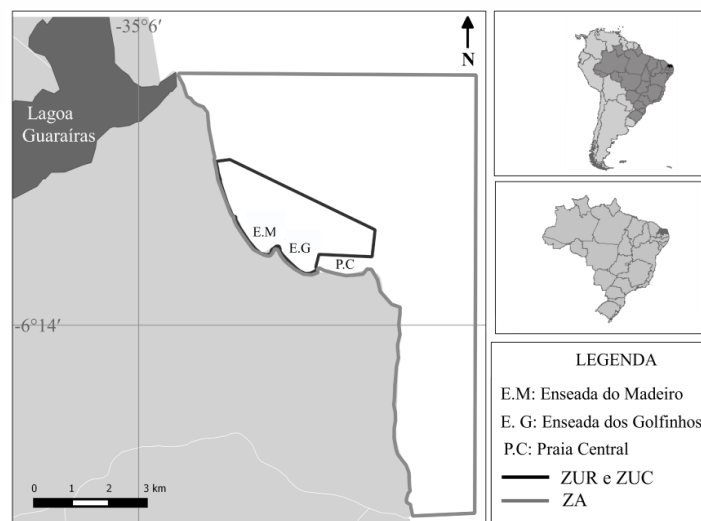 -35°6'
N
Lagoa
Guaraíras
E.M
E.G
P.C
-6°14'
0 1 2 3 km
LEGENDA
E.M: Enseada do Madeiro
E. G: Enseada dos Golfinhos
P.C: Praia Central
ZUR e ZUC
ZA